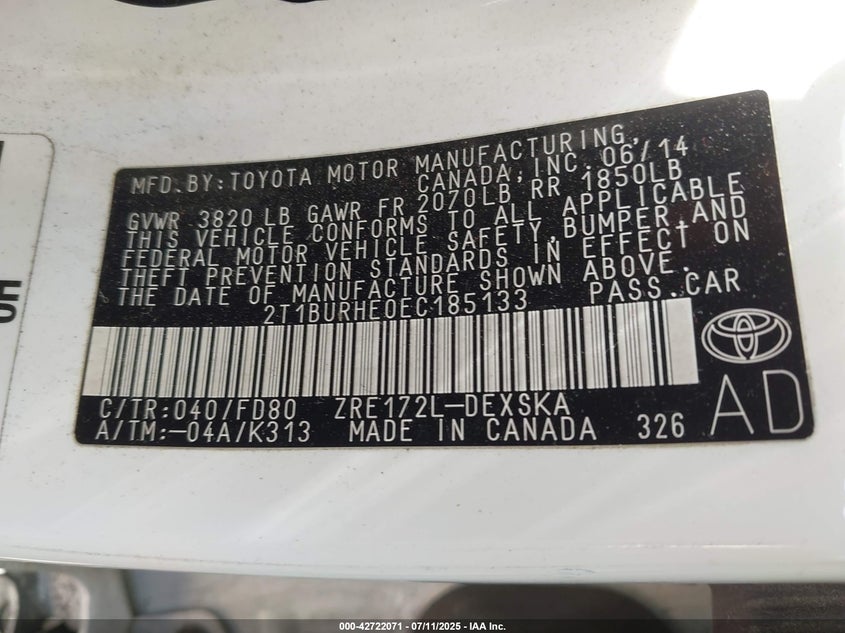 MFD.BY:TOYOTA MOTOR MANUFACTURING,
CANADA,INC. 06/14
GVWR 3820 LB GAWR FR 2070LB RR 1850LB
THIS VEHICLE CONFORMS TO ALL APPLICABLE
FEDERAL MOTOR VEHICLE SAFETY,BUMPER,AND
THEFT PREVENTION STANDARDS IN EFFECT ON
THE DATE OF MANUFACTURE SHOWN ABOVE.
2T1BURHE0EC185133 PASS.CAR
C/TR:040/FD80 ZRE172L-DEXSKA
A/TM:-04A/K313 MADE IN CANADA 326
AD
000-42722071 | 07/11/2025 | IAA Inc.